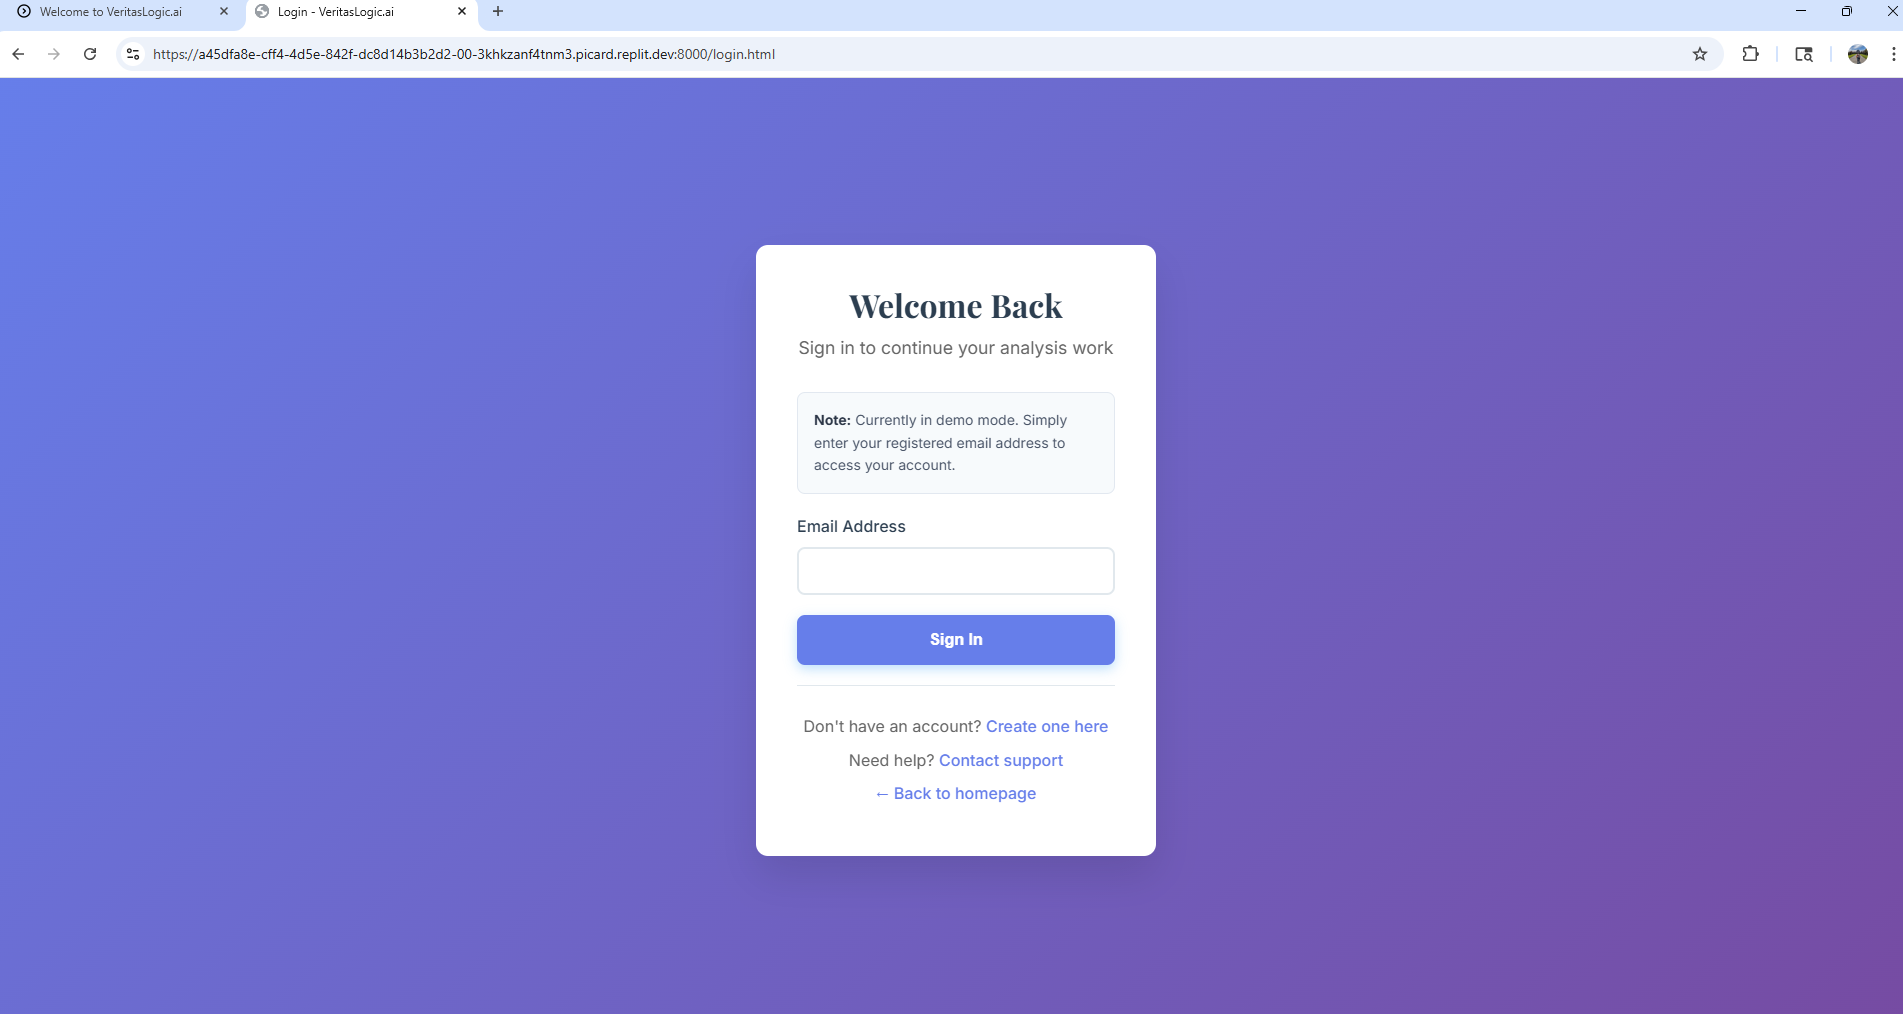 Welcome to VeritasLogic.ai
Login - VeritasLogic.ai
https://a45dfa8e-cff4-4d5e-842f-dc8d14b3b2d2-00-3khkzanf4tnm3.picard.replit.dev:8000/login.html
Welcome Back
Sign in to continue your analysis work
Note: Currently in demo mode. Simply
enter your registered email address to
access your account.
Email Address
Sign In
Don't have an account? Create one here
Need help? Contact support
← Back to homepage